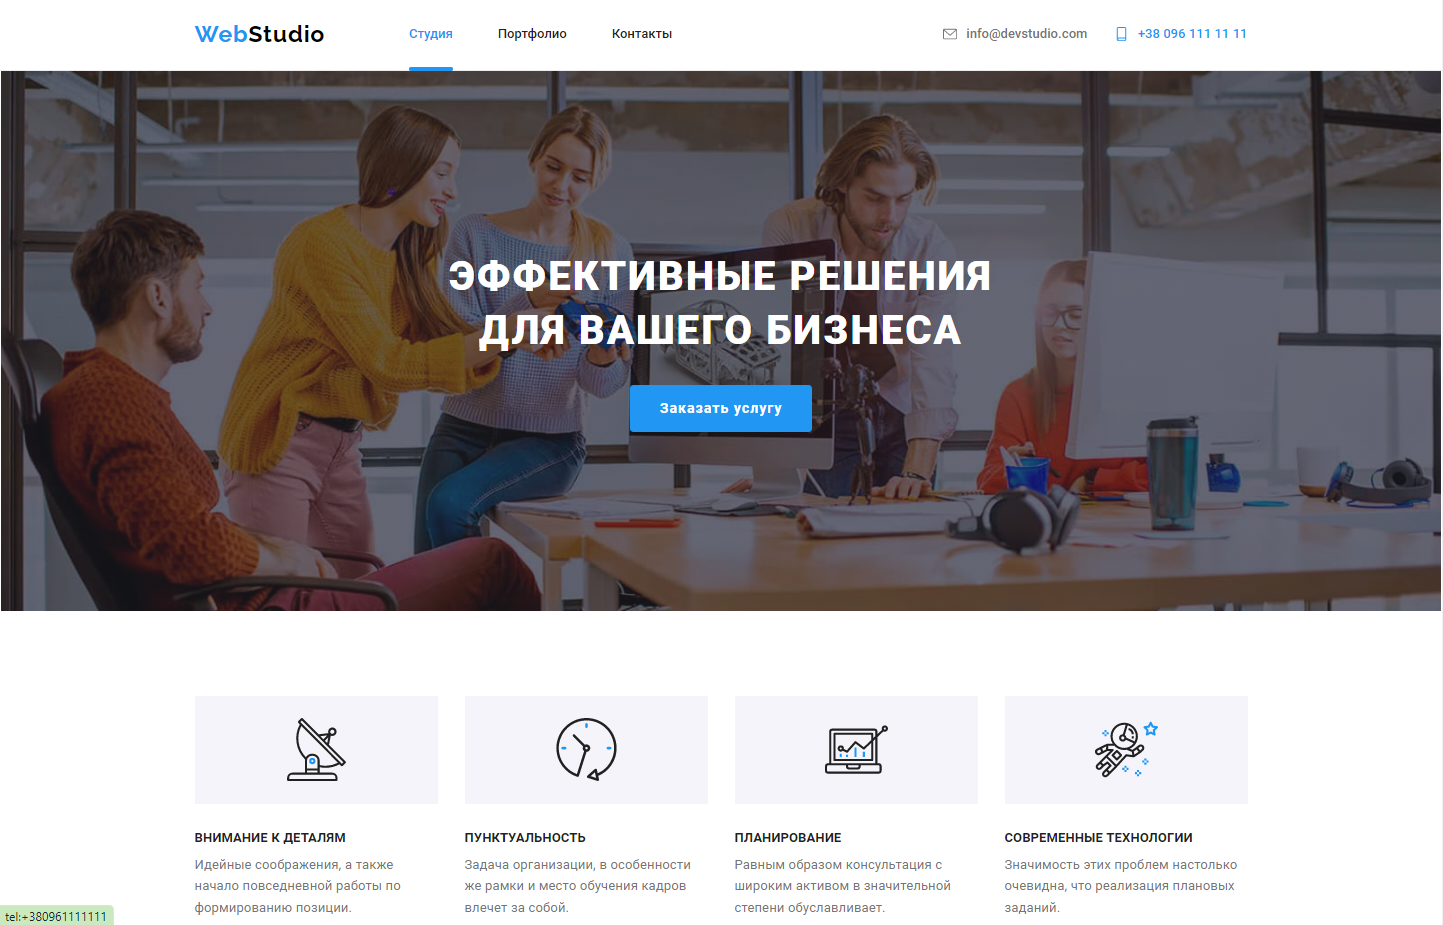 WebStudio
Студия
Портфолио
Контакты
info@devstudio.com
+38 096 111 11 11
ЭФФЕКТИВНЫЕ РЕШЕНИЯ
ДЛЯ ВАШЕГО БИЗНЕСА
Заказать услугу
ВНИМАНИЕ К ДЕТАЛЯМ
Идейные соображения, а также
начало повседневной работы по
формированию позиции.
ПУНКТУАЛЬНОСТЬ
Задача организации, в особенности
же рамки и место обучения кадров
влечет за собой.
ПЛАНИРОВАНИЕ
Равным образом консультация с
широким активом в значительной
степени обуславливает.
СОВРЕМЕННЫЕ ТЕХНОЛОГИИ
Значимость этих проблем настолько
очевидна, что реализация плановых
заданий.
tel:+380961111111